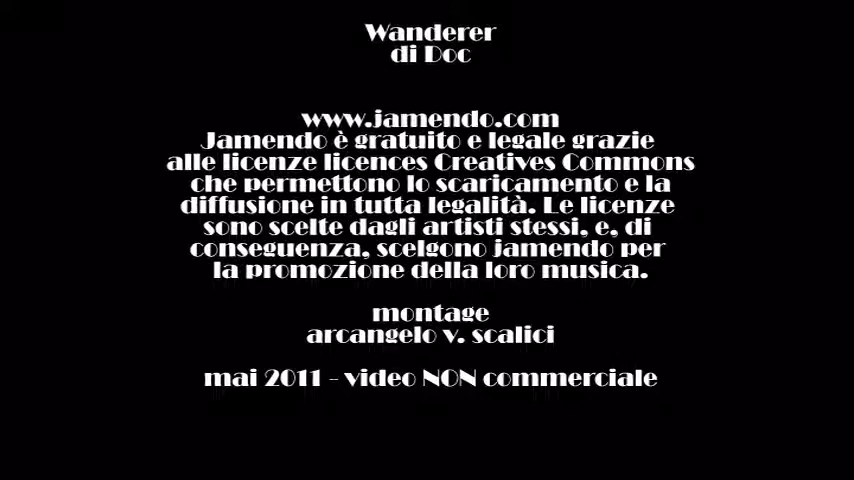 Wanderer
di Doc
www.jamendo.com
Jamendo è gratuito e legale grazie
alle licenze licences Creatives Commons
che permettono lo scaricamento e la
diffusione in tutta legalità. Le licenze
sono scelte dagli artisti stessi, e, di
conseguenza, scelgono jamendo per
la promozione della loro musica.
montage
arcangelo v. scalici
mai 2011 - video NON commerciale